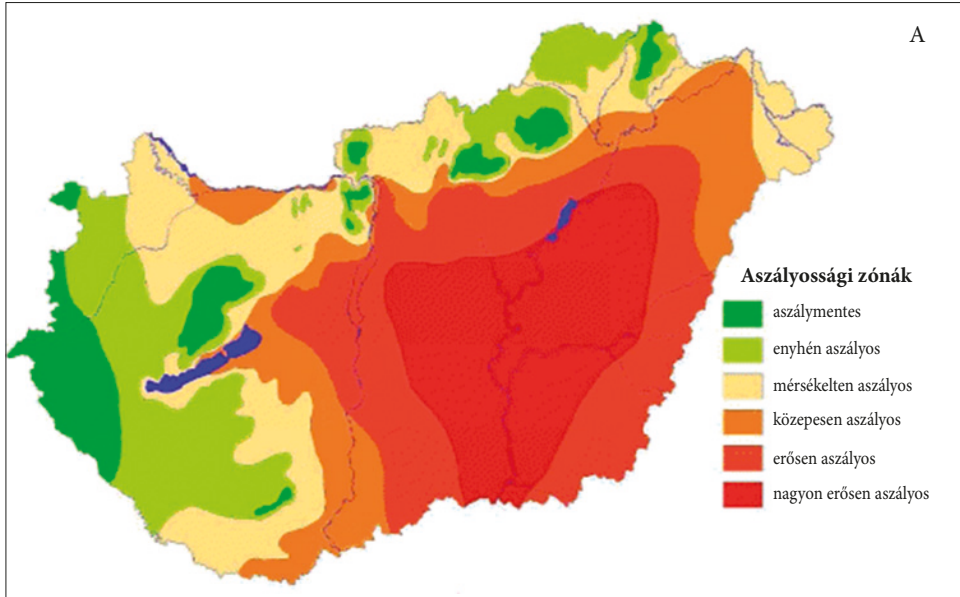 A
Aszályossági zónák
aszálymentes
enyhén aszályos
mérsékelten aszályos
közepesen aszályos
erősen aszályos
nagyon erősen aszályos